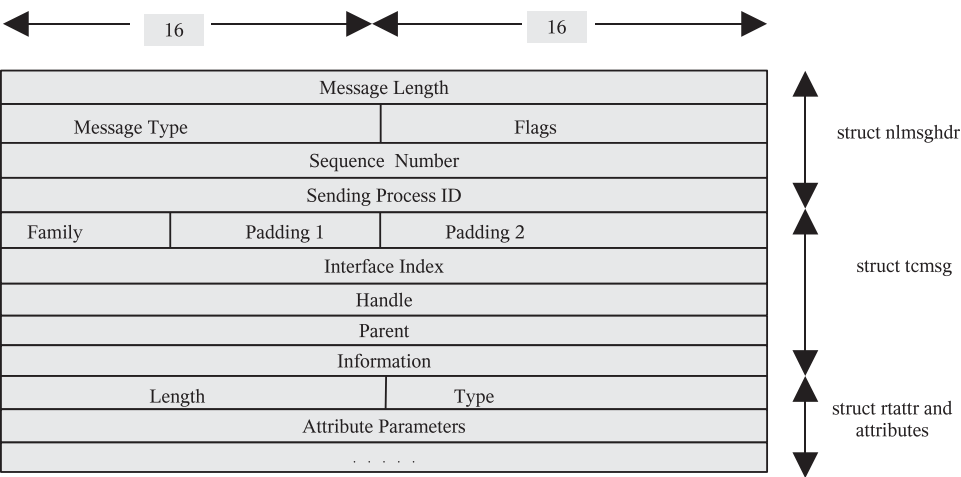 16 16
Message Length
Message Type Flags
struct nlmsghdr
Sequence Number
Sending Process ID
Family Padding 1 Padding 2
Interface Index
struct tcmsg
Handle
Parent
Information
Length Type
struct rtattr and
attributes
Attribute Parameters
. . . . .